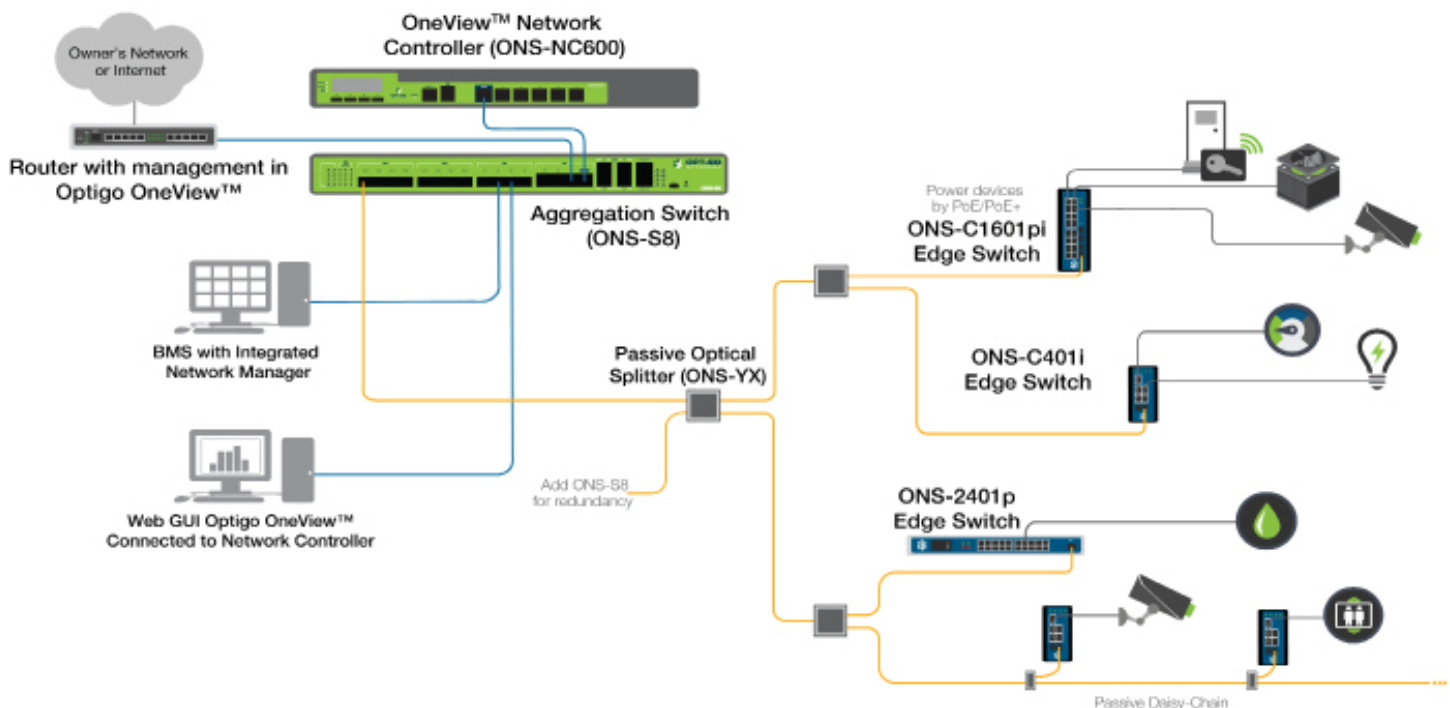 OneView™ Network
Controller (ONS-NC600)
Owner's Network
or Internet
Router with management in
Optigo OneView™
Aggregation Switch
(ONS-S8)
Power devices
by PoE/PoE+
ONS-C1601pi
Edge Switch
BMS with Integrated
Network Manager
Passive Optical
Splitter (ONS-YX)
ONS-C401i
Edge Switch
Add ONS-S8
for redundancy
Web GUI Optigo OneView™
Connected to Network Controller
ONS-2401p
Edge Switch
Passive Daisy-Chain